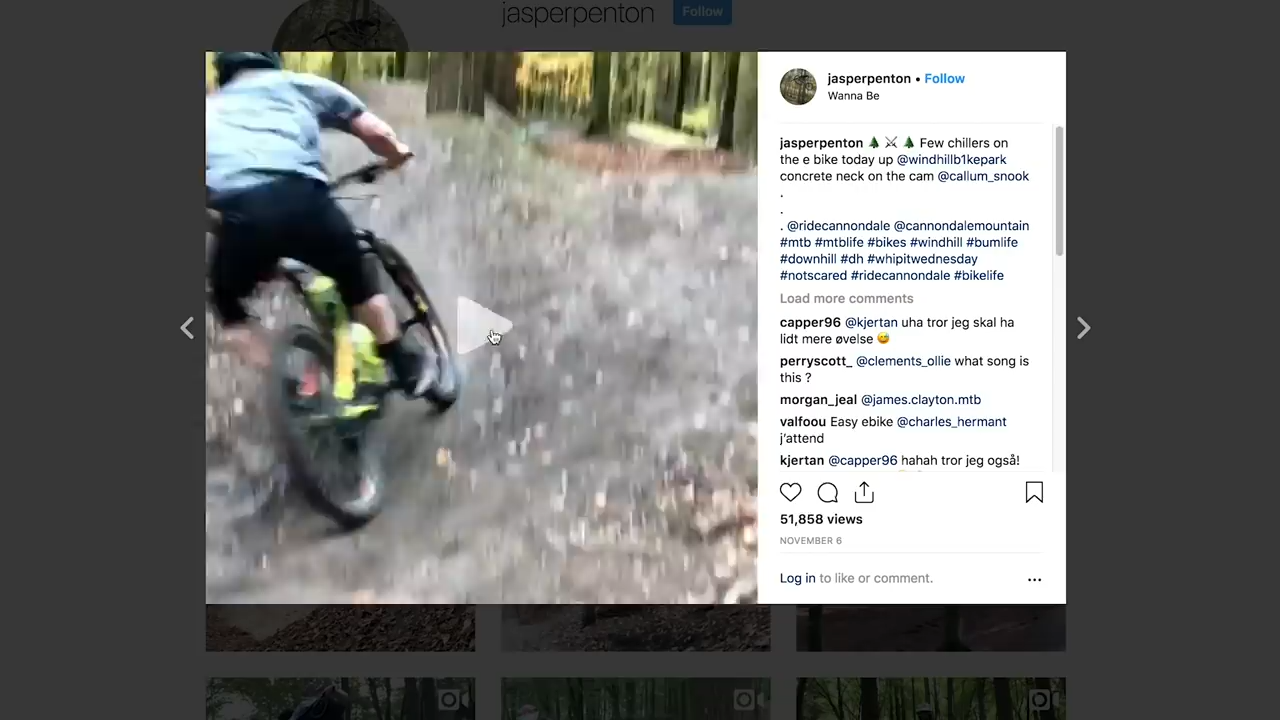 jasperpenton Follow
jasperpenton • Follow
Wanna Be
jasperpenton 🌲 ⚔ 🌲 Few chillers on
the e bike today up @windhillb1kepark
concrete neck on the cam @callum_snook
.
.
. @ridecannondale @cannondalemountain
#mtb #mtblife #bikes #windhill #bumlife
#downhill #dh #whipitwednesday
#notscared #ridecannondale #bikelife
Load more comments
capper96 @kjertan uha tror jeg skal ha
lidt mere øvelse 😅
perryscott_ @clements_ollie what song is
this ?
morgan_jeal @james.clayton.mtb
valfoou Easy ebike @charles_hermant
j'attend
kjertan @capper96 hahah tror jeg også!
51,858 views
NOVEMBER 6
Log in to like or comment.